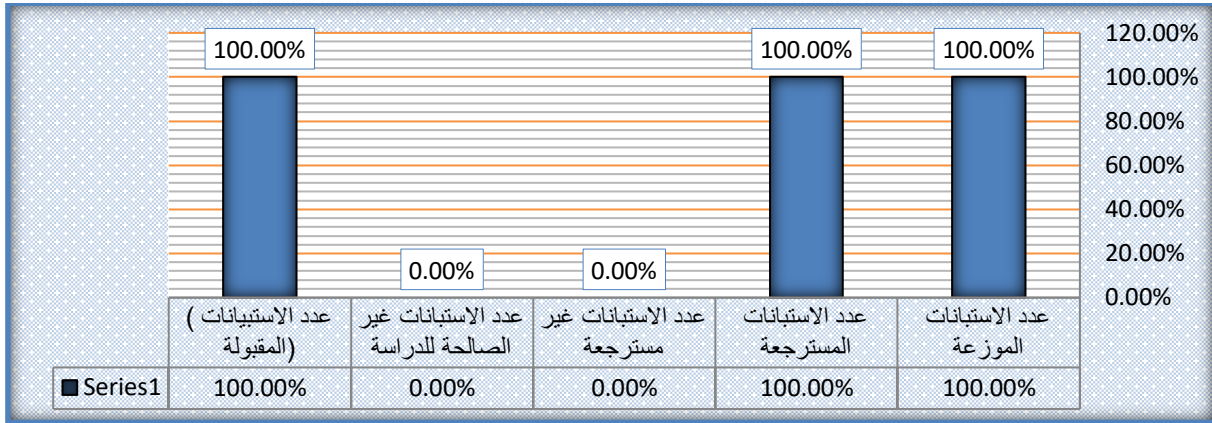 120.00%
100.00%
80.00%
60.00%
40.00%
20.00%
0.00%
100.00%
100.00%
0.00%
0.00%
100.00%
عدد الاستبانات
الموزعة
عدد الاستبانات
المسترجعة
عدد الاستبانات غير
مسترجعة
عدد الاستبانات غير
الصالحة للدراسة
عدد الاستبيانات (
المقبولة)
100.00%
100.00%
0.00%
0.00%
100.00%
Series1